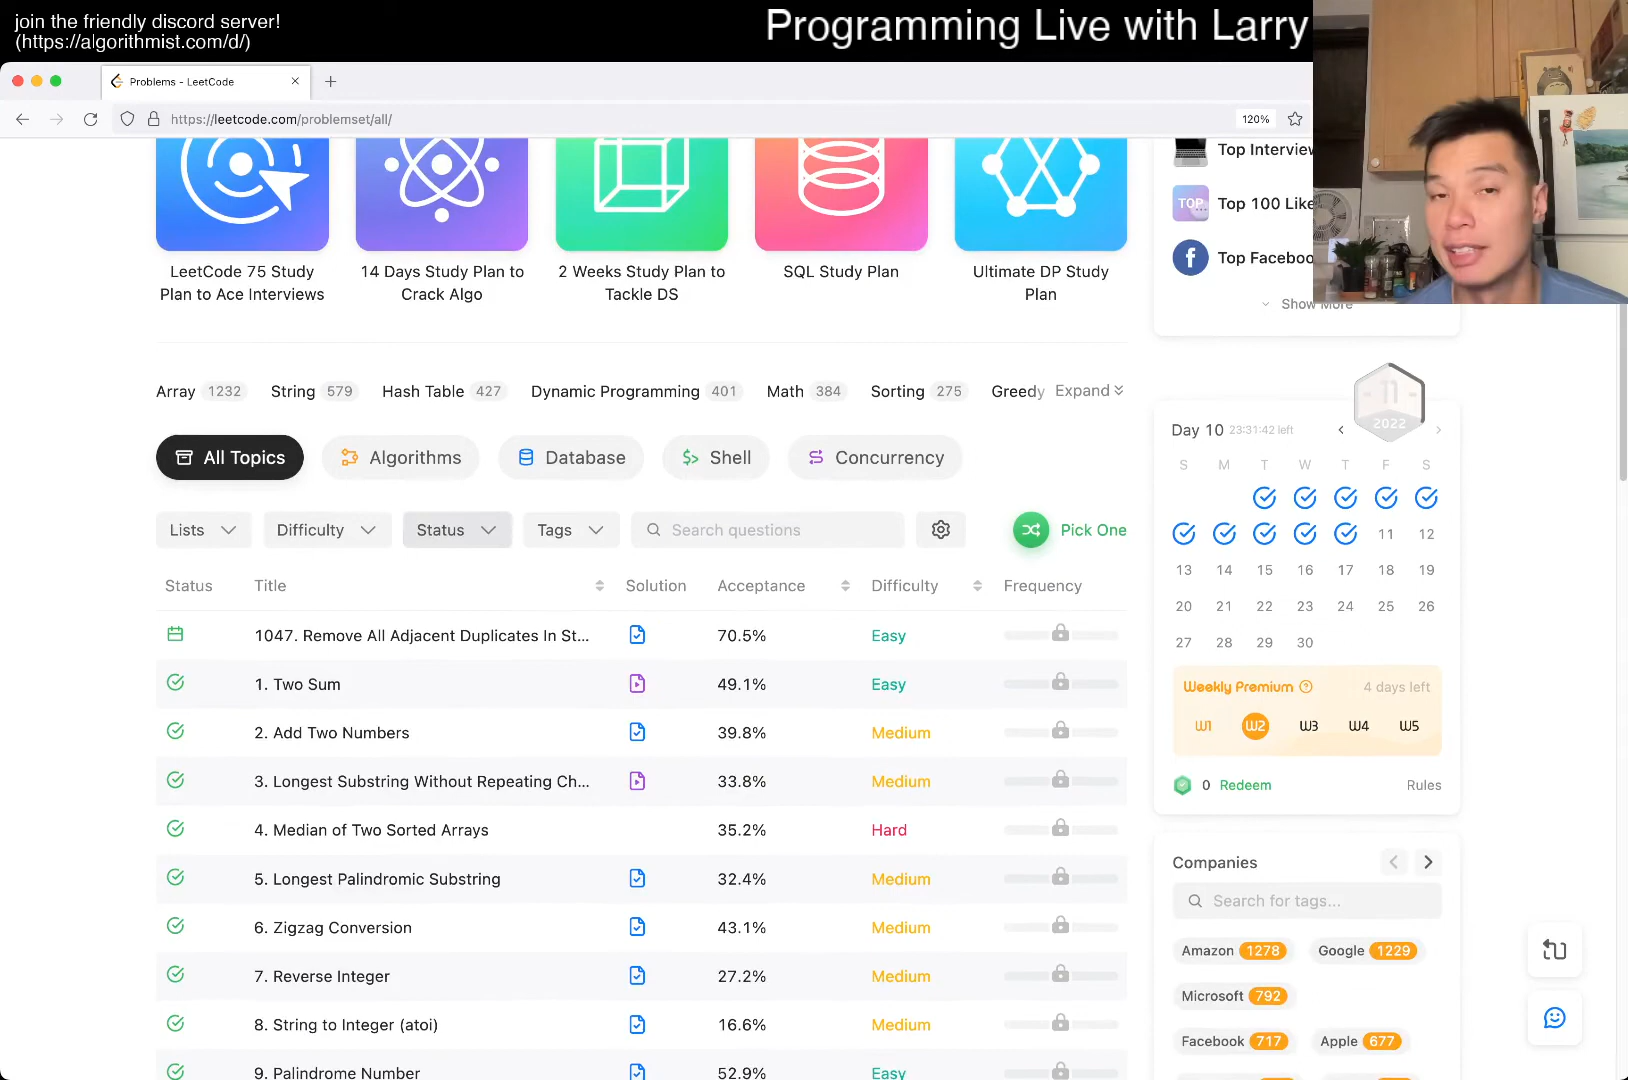 join the friendly discord server!
(https://algorithmist.com/d/)
Programming Live with Larry
Problems - LeetCode
https://leetcode.com/problemset/all/
120%
LeetCode 75 Study
Plan to Ace Interviews
14 Days Study Plan to
Crack Algo
2 Weeks Study Plan to
Tackle DS
SQL Study Plan
Ultimate DP Study
Plan
Top Interview
TOP
Top 100 Like
Top Faceboo
Show More
Array 1232
String 579
Hash Table 427
Dynamic Programming 401
Math 384
Sorting 275
Greedy
Expand
All Topics
Algorithms
Database
Shell
Concurrency
Lists
Difficulty
Status
Tags
Search questions
Pick One
Status Title Solution Acceptance Difficulty Frequency
1047. Remove All Adjacent Duplicates In St... 70.5% Easy
1. Two Sum 49.1% Easy
2. Add Two Numbers 39.8% Medium
3. Longest Substring Without Repeating Ch... 33.8% Medium
4. Median of Two Sorted Arrays 35.2% Hard
5. Longest Palindromic Substring 32.4% Medium
6. Zigzag Conversion 43.1% Medium
7. Reverse Integer 27.2% Medium
8. String to Integer (atoi) 16.6% Medium
9. Palindrome Number 52.9% Easy
Day 10 23:31:42 left
11
2022
S M T W T F S
11 12
13 14 15 16 17 18 19
20 21 22 23 24 25 26
27 28 29 30
Weekly Premium 4 days left
W1 W2 W3 W4 W5
0 Redeem Rules
Companies
Search for tags...
Amazon 1278 Google 1229
Microsoft 792
Facebook 717 Apple 677